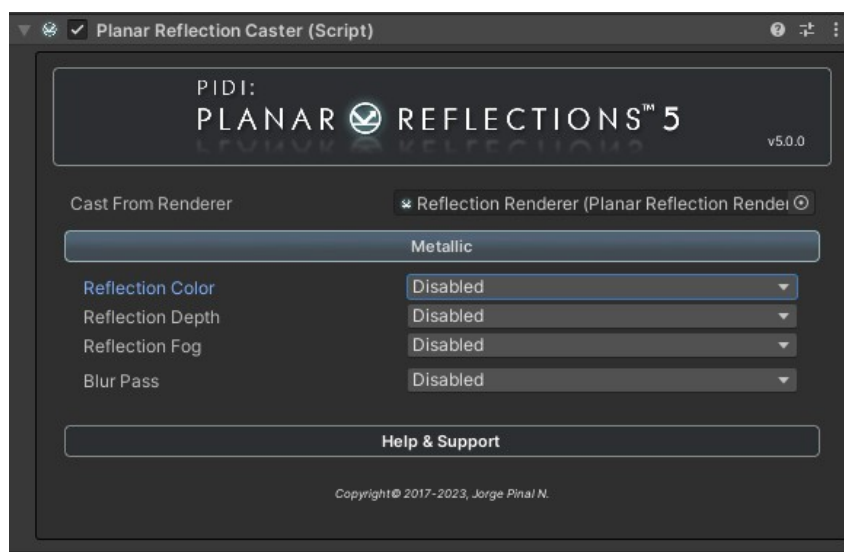 Planar Reflection Caster (Script)
PIDI:
PLANAR REFLECTIONS™ 5
v5.0.0
Cast From Renderer
Reflection Renderer (Planar Reflection Render
Metallic
Reflection Color Disabled
Reflection Depth Disabled
Reflection Fog Disabled
Blur Pass Disabled
Help & Support
Copyright© 2017-2023, Jorge Pinal N.